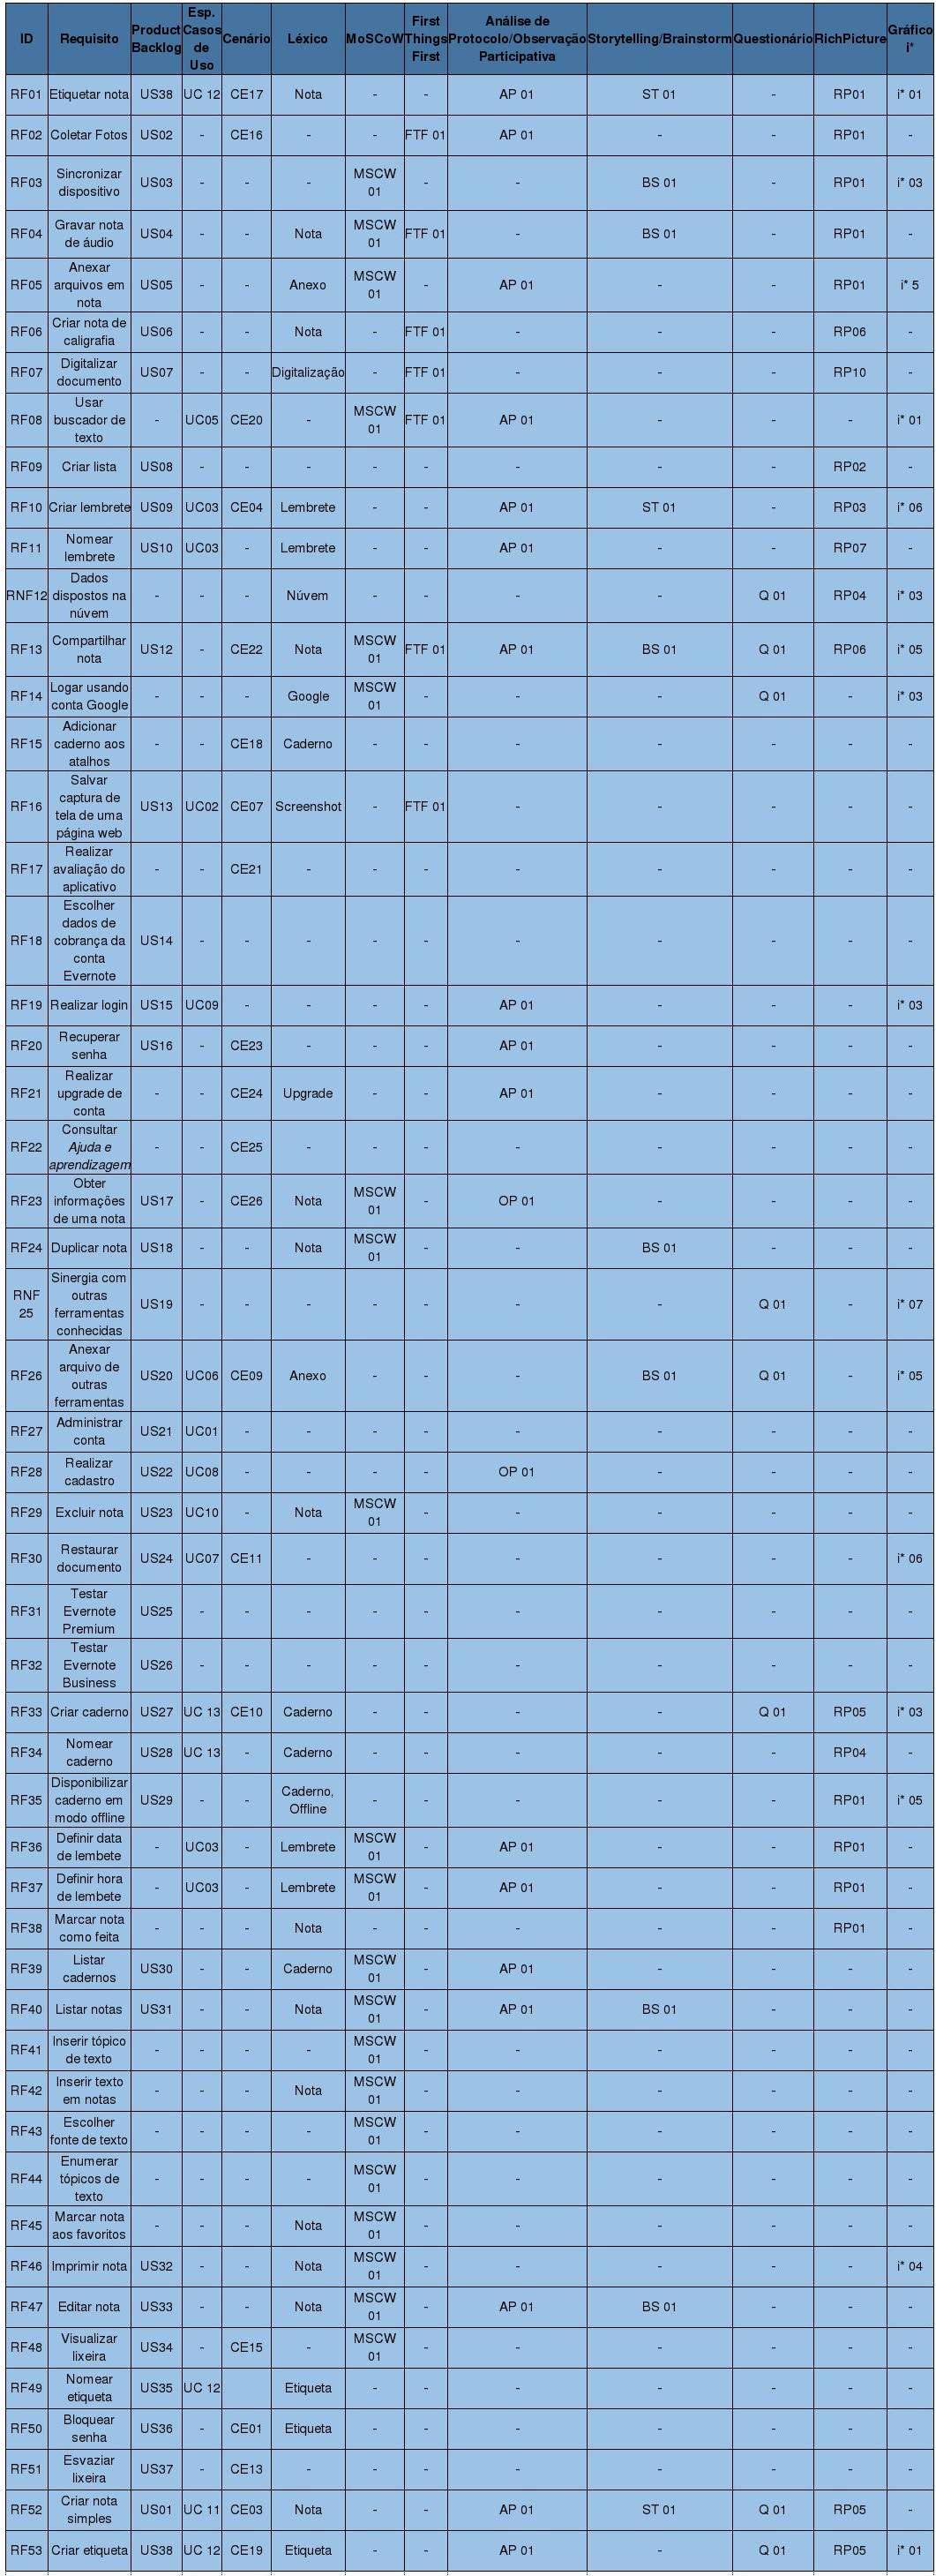 ID Requisito Product Backlog Esp. Casos de Uso Cenário Léxico MoSCoW First Things First Análise de Protocolo/Observação Participativa Storytelling/Brainstorm Questionário RichPicture Gráfico i*
RF01 Etiquetar nota US38 UC 12 CE17 Nota - - AP 01 ST 01 - RP01 i* 01
RF02 Coletar Fotos US02 - CE16 - - FTF 01 AP 01 - - RP01 -
RF03 Sincronizar dispositivo US03 - - - MSCW 01 - - BS 01 - RP01 i* 03
RF04 Gravar nota de áudio US04 - - Nota MSCW 01 FTF 01 - BS 01 - RP01 -
RF05 Anexar arquivos em nota US05 - - Anexo MSCW 01 - AP 01 - - RP01 i* 5
RF06 Criar nota de caligrafia US06 - - Nota - FTF 01 - - - RP06 -
RF07 Digitalizar documento US07 - - Digitalização - FTF 01 - - - RP10 -
RF08 Usar buscador de texto - UC05 CE20 - MSCW 01 FTF 01 AP 01 - - - i* 01
RF09 Criar lista US08 - - - - - - - - RP02 -
RF10 Criar lembrete US09 UC03 CE04 Lembrete - - AP 01 ST 01 - RP03 i* 06
RF11 Nomear lembrete US10 UC03 - Lembrete - - AP 01 - - RP07 -
RNF12 Dados dispostos na núvem - - - Núvem - - - - Q 01 RP04 i* 03
RF13 Compartilhar nota US12 - CE22 Nota MSCW 01 FTF 01 AP 01 BS 01 Q 01 RP06 i* 05
RF14 Logar usando conta Google - - - Google MSCW 01 - - - Q 01 - i* 03
RF15 Adicionar caderno aos atalhos - - CE18 Caderno - - - - - - -
RF16 Salvar captura de tela de uma página web US13 UC02 CE07 Screenshot - FTF 01 - - - - -
RF17 Realizar avaliação do aplicativo - - CE21 - - - - - - - -
RF18 Escolher dados de cobrança da conta Evernote US14 - - - - - - - - - -
RF19 Realizar login US15 UC09 - - - - AP 01 - - - i* 03
RF20 Recuperar senha US16 - CE23 - - - AP 01 - - - -
RF21 Realizar upgrade de conta - - CE24 Upgrade - - AP 01 - - - -
RF22 Consultar Ajuda e aprendizagem - - CE25 - - - - - - - -
RF23 Obter informações de uma nota US17 - CE26 Nota MSCW 01 - OP 01 - - - -
RF24 Duplicar nota US18 - - Nota MSCW 01 - - BS 01 - - -
RNF 25 Sinergia com outras ferramentas conhecidas US19 - - - - - - - Q 01 - i* 07
RF26 Anexar arquivo de outras ferramentas US20 UC06 CE09 Anexo - - - BS 01 Q 01 - i* 05
RF27 Administrar conta US21 UC01 - - - - - - - - -
RF28 Realizar cadastro US22 UC08 - - - - OP 01 - - - -
RF29 Excluir nota US23 UC10 - Nota MSCW 01 - - - - - -
RF30 Restaurar documento US24 UC07 CE11 - - - - - - - i* 06
RF31 Testar Evernote Premium US25 - - - - - - - - - -
RF32 Testar Evernote Business US26 - - - - - - - - - -
RF33 Criar caderno US27 UC 13 CE10 Caderno - - - - Q 01 RP05 i* 03
RF34 Nomear caderno US28 UC 13 - Caderno - - - - - RP04 -
RF35 Disponibilizar caderno em modo offline US29 - - Caderno, Offline - - - - - RP01 i* 05
RF36 Definir data de lembete - UC03 - Lembrete MSCW 01 - AP 01 - - RP01 -
RF37 Definir hora de lembete - UC03 - Lembrete MSCW 01 - AP 01 - - RP01 -
RF38 Marcar nota como feita - - - Nota - - - - - RP01 -
RF39 Listar cadernos US30 - - Caderno MSCW 01 - AP 01 - - - -
RF40 Listar notas US31 - - Nota MSCW 01 - AP 01 BS 01 - - -
RF41 Inserir tópico de texto - - - - MSCW 01 - - - - - -
RF42 Inserir texto em notas - - - Nota MSCW 01 - - - - - -
RF43 Escolher fonte de texto - - - - MSCW 01 - - - - - -
RF44 Enumerar tópicos de texto - - - - MSCW 01 - - - - - -
RF45 Marcar nota aos favoritos - - - Nota MSCW 01 - - - - - -
RF46 Imprimir nota US32 - - Nota MSCW 01 - - - - - i* 04
RF47 Editar nota US33 - - Nota MSCW 01 - AP 01 BS 01 - - -
RF48 Visualizar lixeira US34 - CE15 - MSCW 01 - - - - - -
RF49 Nomear etiqueta US35 UC 12 Etiqueta - - - - - - -
RF50 Bloquear senha US36 - CE01 Etiqueta - - - - - - -
RF51 Esvaziar lixeira US37 - CE13 - - - - - - - -
RF52 Criar nota simples US01 UC 11 CE03 Nota - - AP 01 ST 01 Q 01 RP05 -
RF53 Criar etiqueta US38 UC 12 CE19 Etiqueta - - AP 01 - Q 01 RP05 i* 01